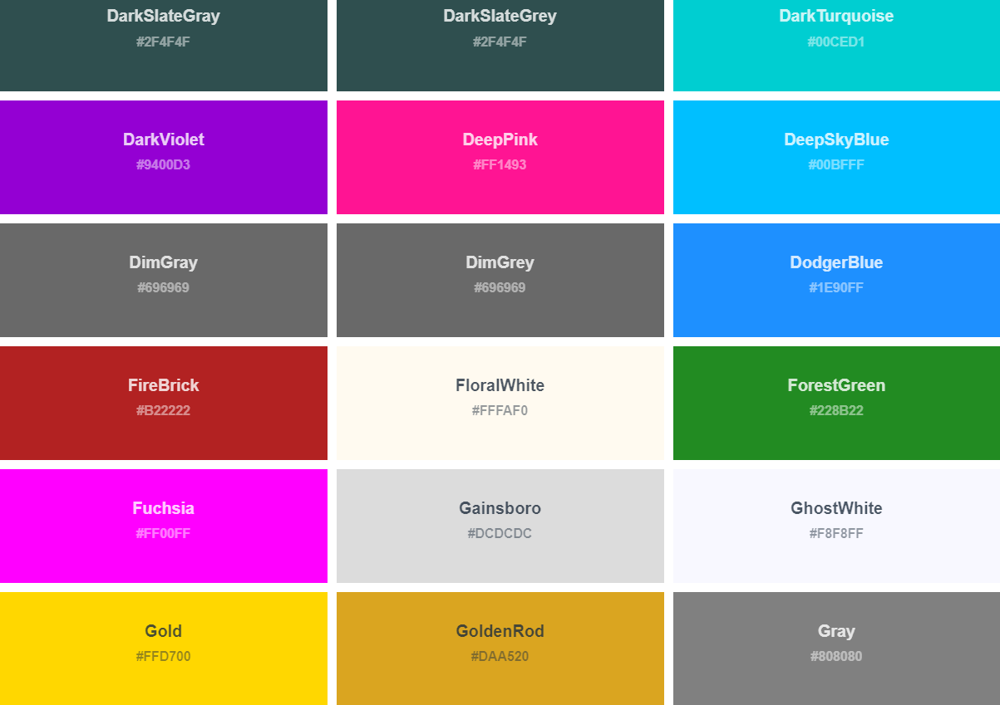 DarkSlateGray
#2F4F4F
DarkSlateGrey
#2F4F4F
DarkTurquoise
#00CED1
DarkViolet
#9400D3
DeepPink
#FF1493
DeepSkyBlue
#00BFFF
DimGray
#696969
DimGrey
#696969
DodgerBlue
#1E90FF
FireBrick
#B22222
FloralWhite
#FFFAF0
ForestGreen
#228B22
Fuchsia
#FF00FF
Gainsboro
#DCDCDC
GhostWhite
#F8F8FF
Gold
#FFD700
GoldenRod
#DAA520
Gray
#808080